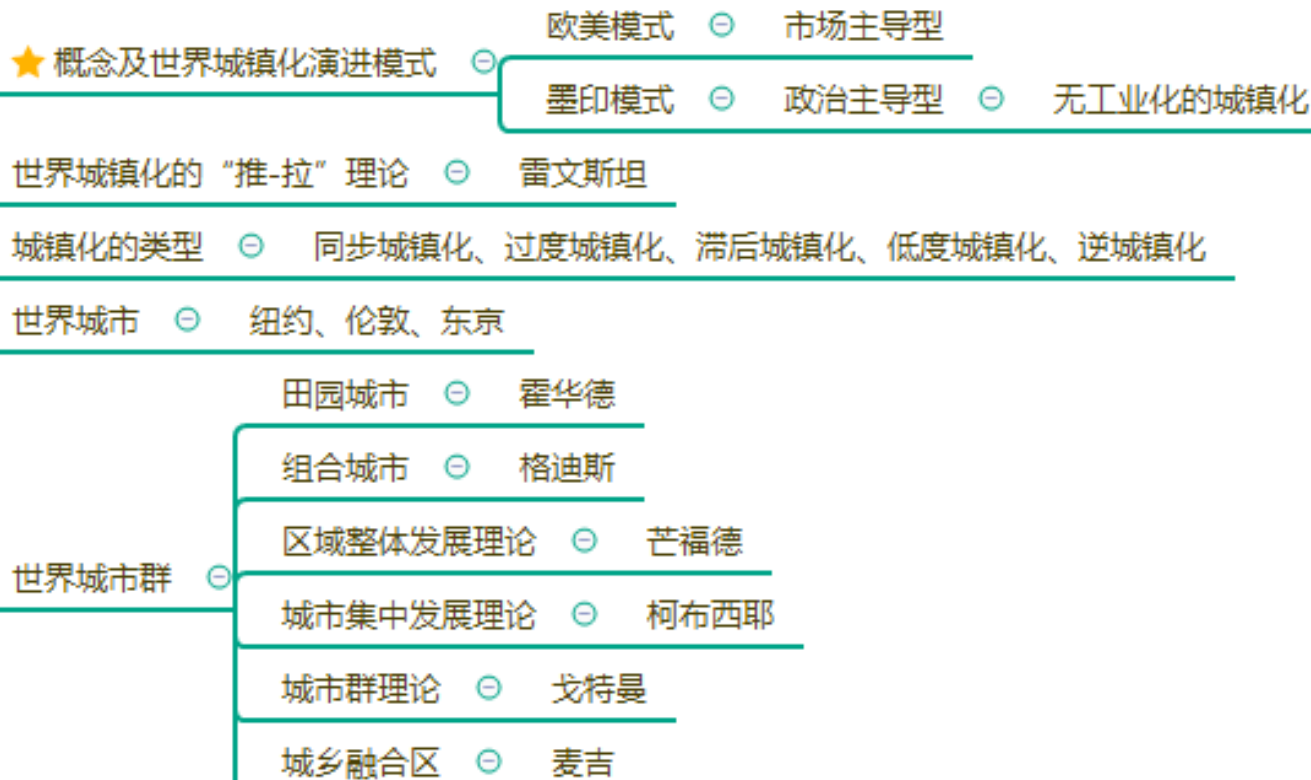 欧美模式 市场主导型
概念及世界城镇化演进模式
墨印模式 政治主导型 无工业化的城镇化
世界城镇化的“推-拉”理论 雷文斯坦
城镇化的类型 同步城镇化、过度城镇化、滞后城镇化、低度城镇化、逆城镇化
世界城市 纽约、伦敦、东京
田园城市 霍华德
组合城市 格迪斯
区域整体发展理论 芒福德
世界城市群
城市集中发展理论 柯布西耶
城市群理论 戈特曼
城乡融合区 麦吉